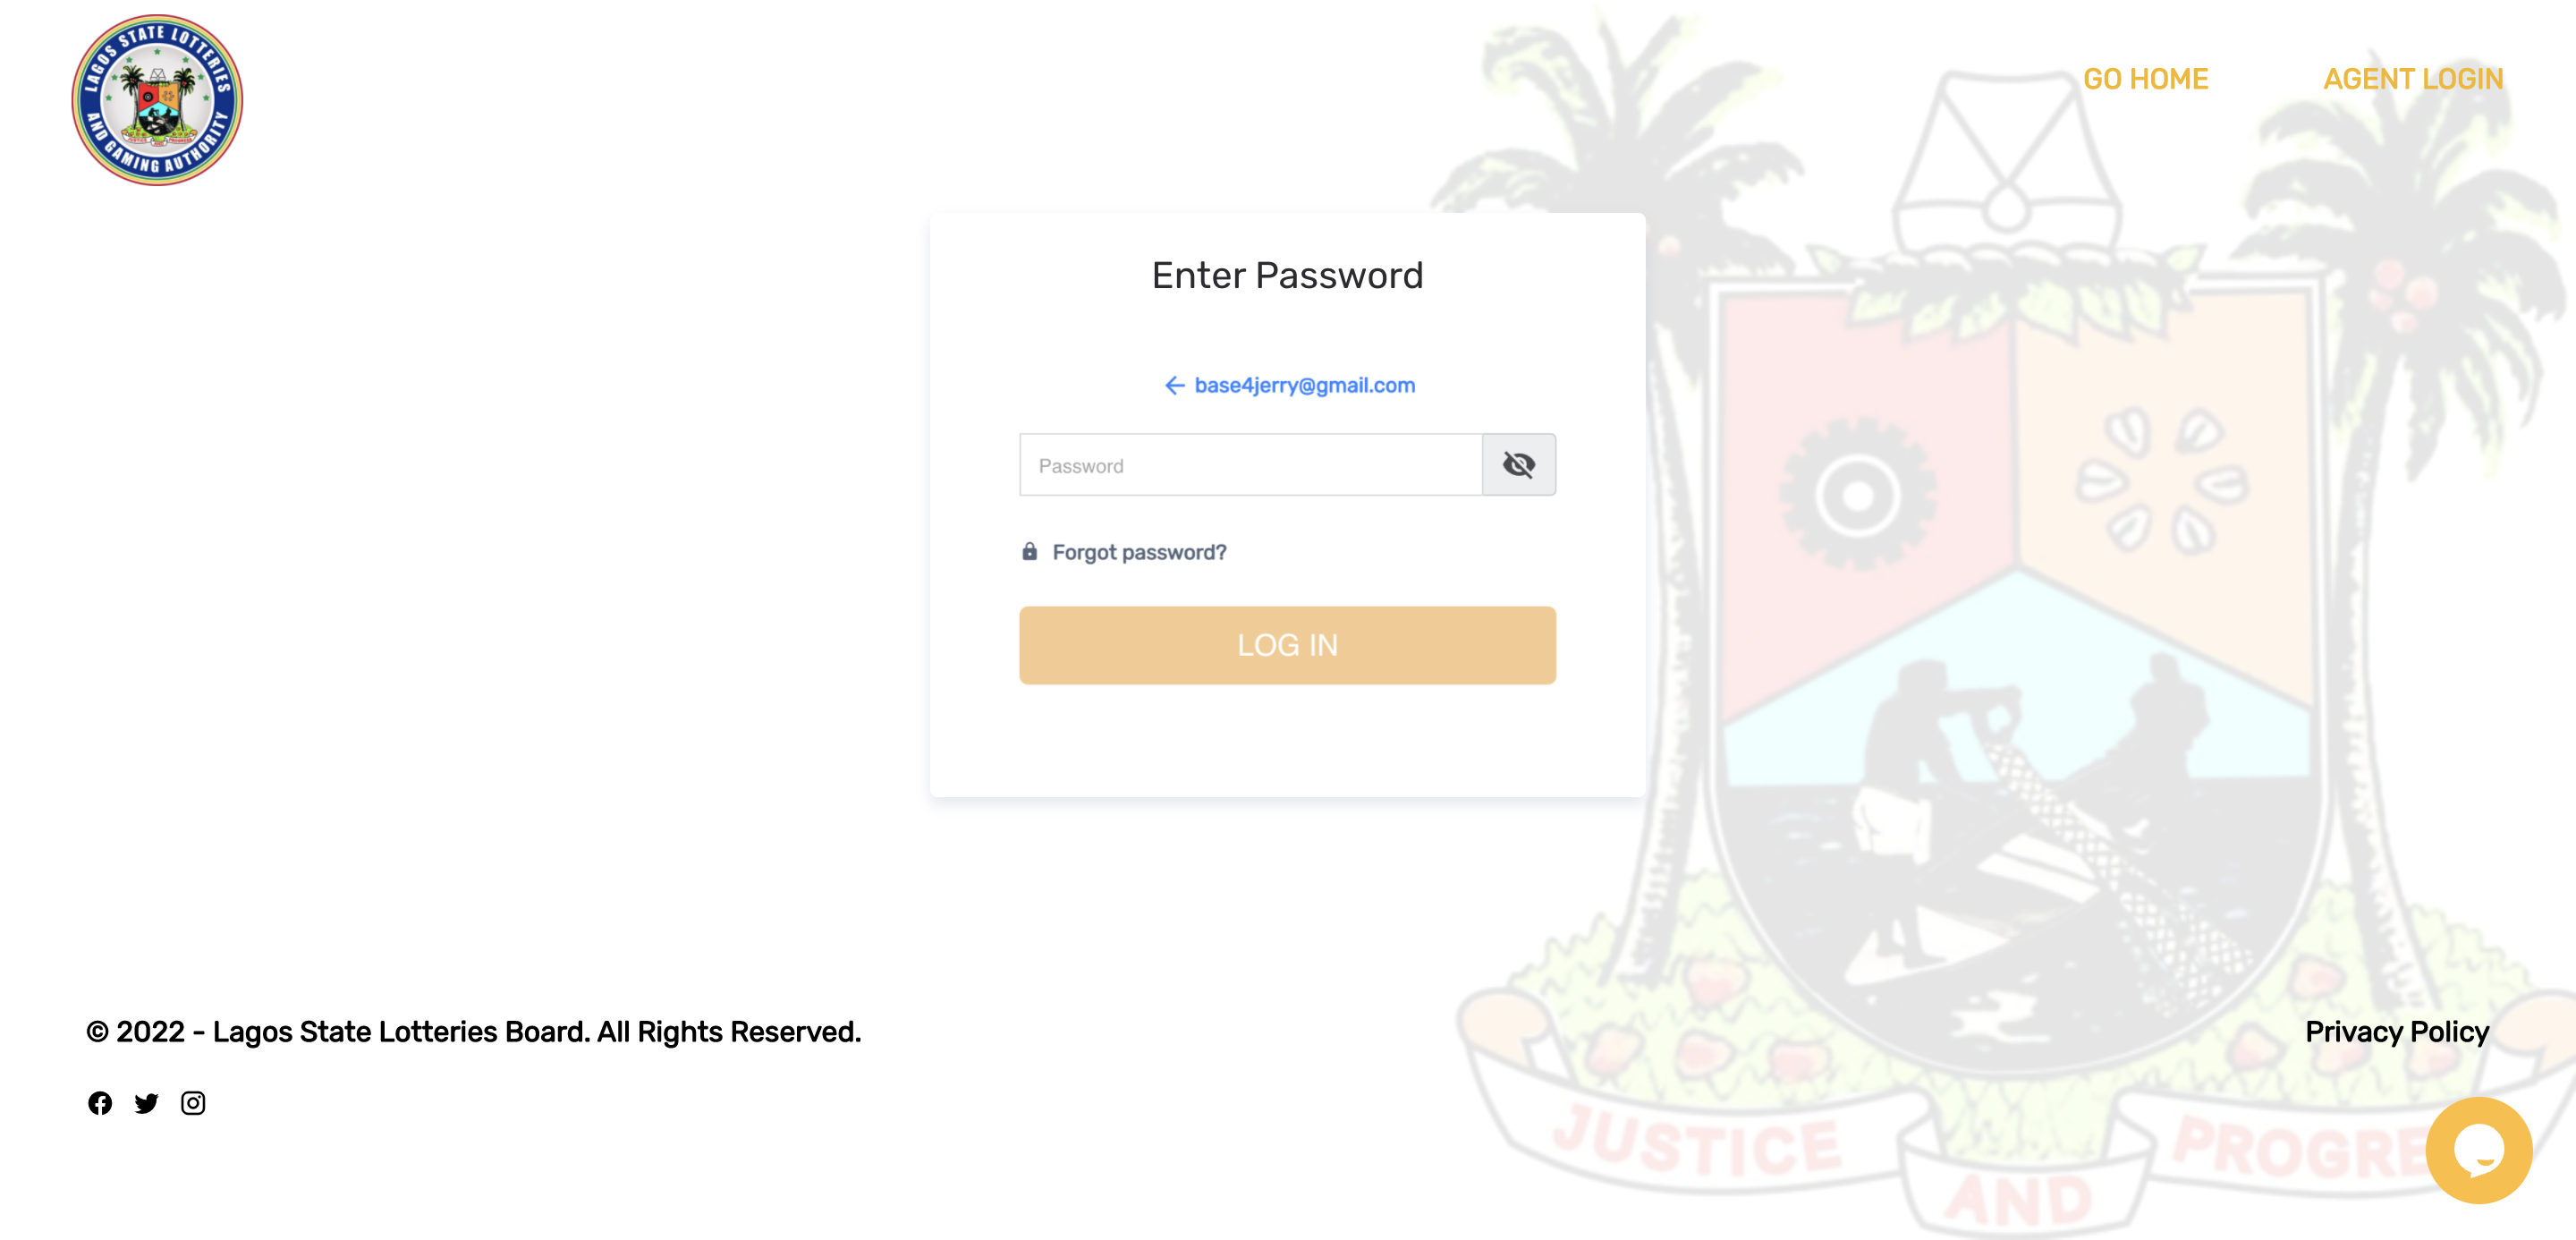 LAGOS STATE LOTTERIES
AND GAMING AUTHORITY
GO HOME
AGENT LOGIN
Enter Password
base4jerry@gmail.com
Password
Forgot password?
LOG IN
© 2022 - Lagos State Lotteries Board. All Rights Reserved.
Privacy Policy
JUSTICE
AND
PROGRE